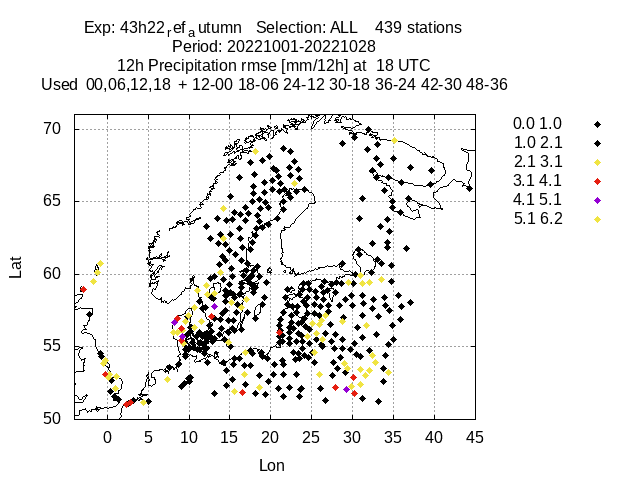 Exp: 43h22ref_a utumn Selection: ALL 439 stations
Period: 20221001-20221028
12h Precipitation rmse [mm/12h] at 18 UTC
Used 00,06,12,18 + 12-00 18-06 24-12 30-18 36-24 42-30 48-36
0.0 1.0
1.0 2.1
2.1 3.1
3.1 4.1
4.1 5.1
5.1 6.2
70
65
60
55
50
Lat
0 5 10 15 20 25 30 35 40 45
Lon